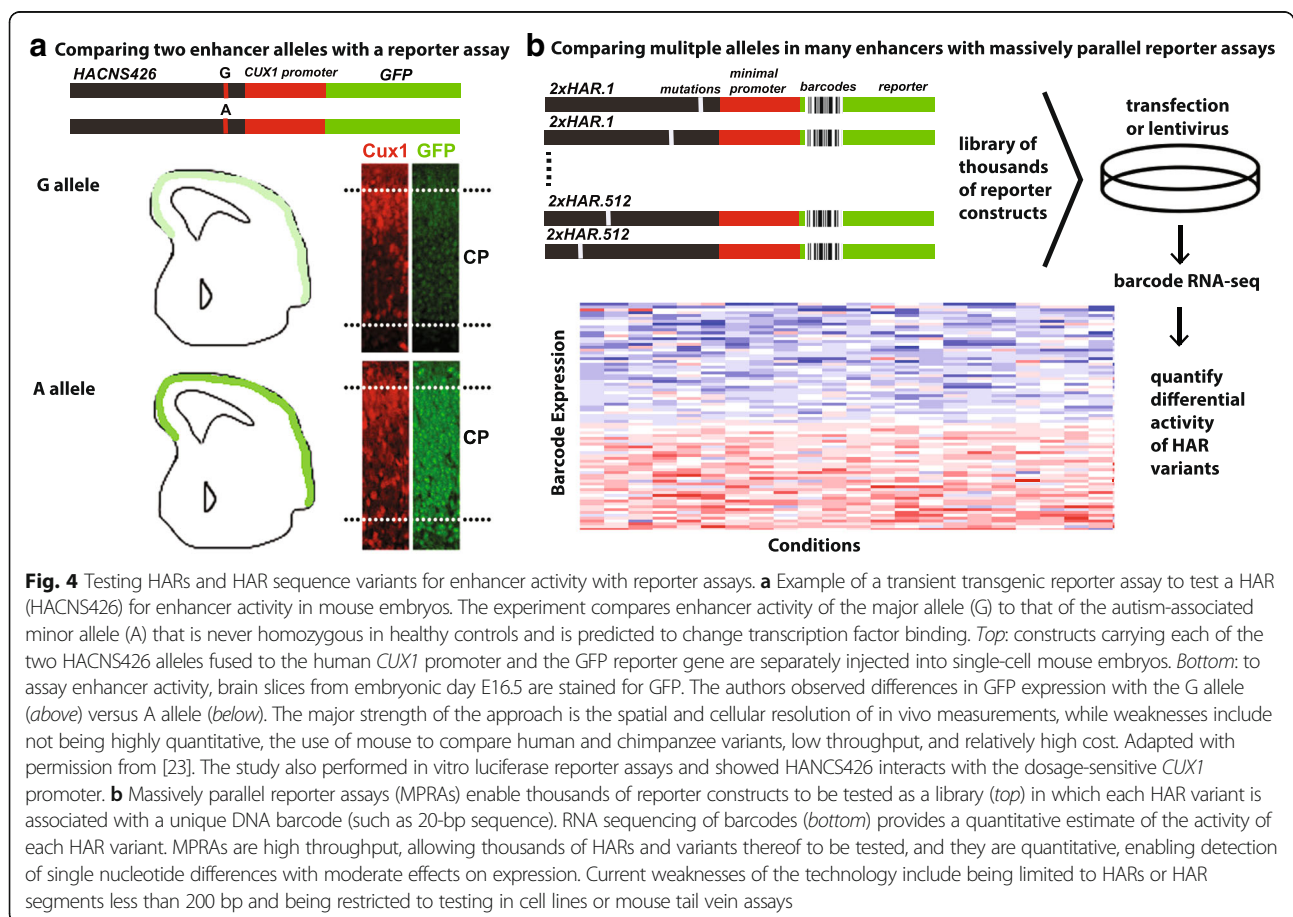 a Comparing two enhancer alleles with a reporter assay
HACNS426 G CUX1 promoter GFP
A
G allele
Cux1 GFP
CP
A allele
CP
b Comparing mulitple alleles in many enhancers with massively parallel reporter assays
2xHAR.1 mutations minimal promoter barcodes reporter
2xHAR.1
2xHAR.512
2xHAR.512
library of
thousands
of reporter
constructs
transfection
or lentivirus
barcode RNA-seq
quantify
differential
activity
of HAR
variants
Barcode Expression
Conditions
Fig. 4 Testing HARs and HAR sequence variants for enhancer activity with reporter assays. a Example of a transient transgenic reporter assay to test a HAR
(HACNS426) for enhancer activity in mouse embryos. The experiment compares enhancer activity of the major allele (G) to that of the autism-associated
minor allele (A) that is never homozygous in healthy controls and is predicted to change transcription factor binding. Top: constructs carrying each of the
two HACNS426 alleles fused to the human CUX1 promoter and the GFP reporter gene are separately injected into single-cell mouse embryos. Bottom: to
assay enhancer activity, brain slices from embryonic day E16.5 are stained for GFP. The authors observed differences in GFP expression with the G allele
(above) versus A allele (below). The major strength of the approach is the spatial and cellular resolution of in vivo measurements, while weaknesses include
not being highly quantitative, the use of mouse to compare human and chimpanzee variants, low throughput, and relatively high cost. Adapted with
permission from [23]. The study also performed in vitro luciferase reporter assays and showed HANCS426 interacts with the dosage-sensitive CUX1
promoter. b Massively parallel reporter assays (MPRAs) enable thousands of reporter constructs to be tested as a library (top) in which each HAR variant is
associated with a unique DNA barcode (such as 20-bp sequence). RNA sequencing of barcodes (bottom) provides a quantitative estimate of the activity of
each HAR variant. MPRAs are high throughput, allowing thousands of HARs and variants thereof to be tested, and they are quantitative, enabling detection
of single nucleotide differences with moderate effects on expression. Current weaknesses of the technology include being limited to HARs or HAR
segments less than 200 bp and being restricted to testing in cell lines or mouse tail vein assays